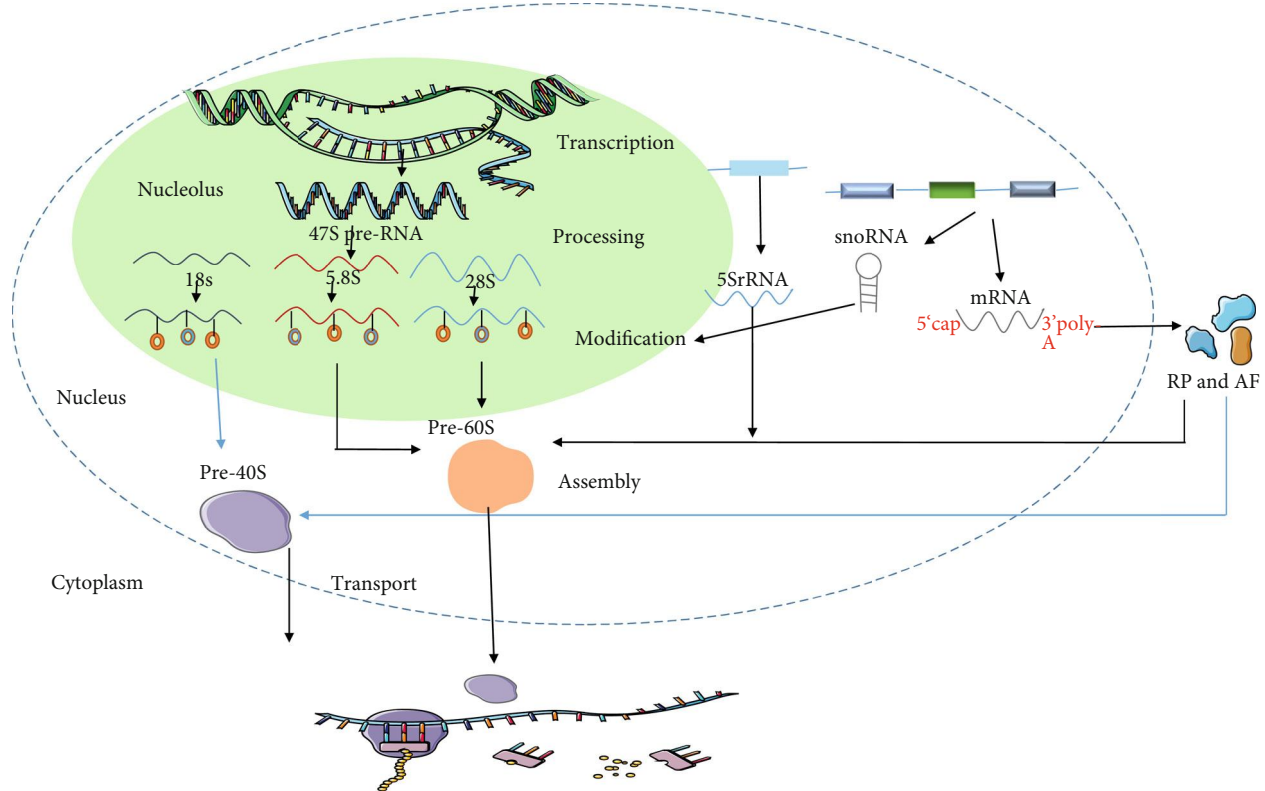 Transcription
Nucleolus
47S pre-RNA
Processing
snoRNA
18s
5.8S
28S
5SrRNA
mRNA
5‘cap
3’poly-
A
Modification
RP and AF
Nucleus
Pre-60S
Pre-40S
Assembly
Cytoplasm
Transport